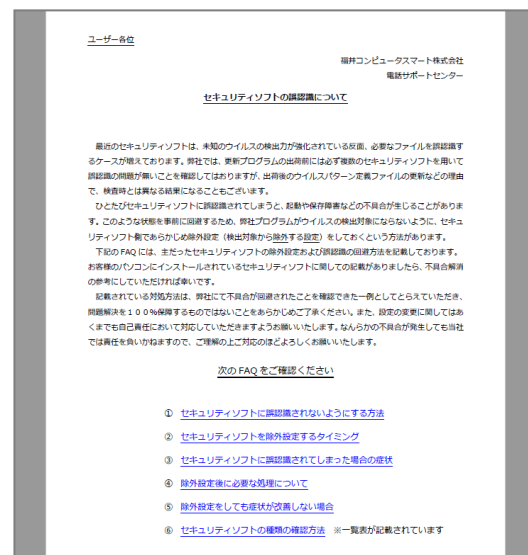 ユーザー各位
福井コンピュータスマート株式会社
電話サポートセンター
セキュリティソフトの誤認識について
最近のセキュリティソフトは、未知のウイルスの検出力が強化されている反面、必要なファイルを誤認識す
るケースが増えております。弊社では、更新プログラムの出荷前には必ず複数のセキュリティソフトを用いて
誤認識の問題が無いことを確認してはおりますが、出荷後のウイルスパターン定義ファイルの更新などの理由
で、検査時とは異なる結果になることもございます。
ひとたびセキュリティソフトに誤認識されてしまうと、起動や保存障害などの不具合が生じることがありま
す。このような状態を事前に回避するため、弊社プログラムがウイルスの検出対象にならないように、セキュ
リティソフト側であらかじめ除外設定（検出対象から除外する設定）をしておくという方法があります。
下記の FAQ には、主だったセキュリティソフトの除外設定および誤認識の回避方法を記載しております。
お客様のパソコンにインストールされているセキュリティソフトに関しての記載がありましたら、不具合解消
の参考にしていただければ幸いです。
記載されている対処方法は、弊社にて不具合が回避されたことを確認できた一例としてとらえていただき、
問題解決を１００%保障するものではないことをあらかじめご了承ください。また、設定の変更に関してはあ
くまでも自己責任において対応していただきますようお願いいたします。なんらかの不具合が発生しても当社
では責任を負いかねますので、ご理解の上ご対応のほどよろしくお願いいたします。
次の FAQ をご確認ください
① セキュリティソフトに誤認識されないようにする方法
② セキュリティソフトを除外設定するタイミング
③ セキュリティソフトに誤認識されてしまった場合の症状
④ 除外設定後に必要な処理について
⑤ 除外設定をしても症状が改善しない場合
⑥ セキュリティソフトの種類の確認方法 ※一覧表が記載されています